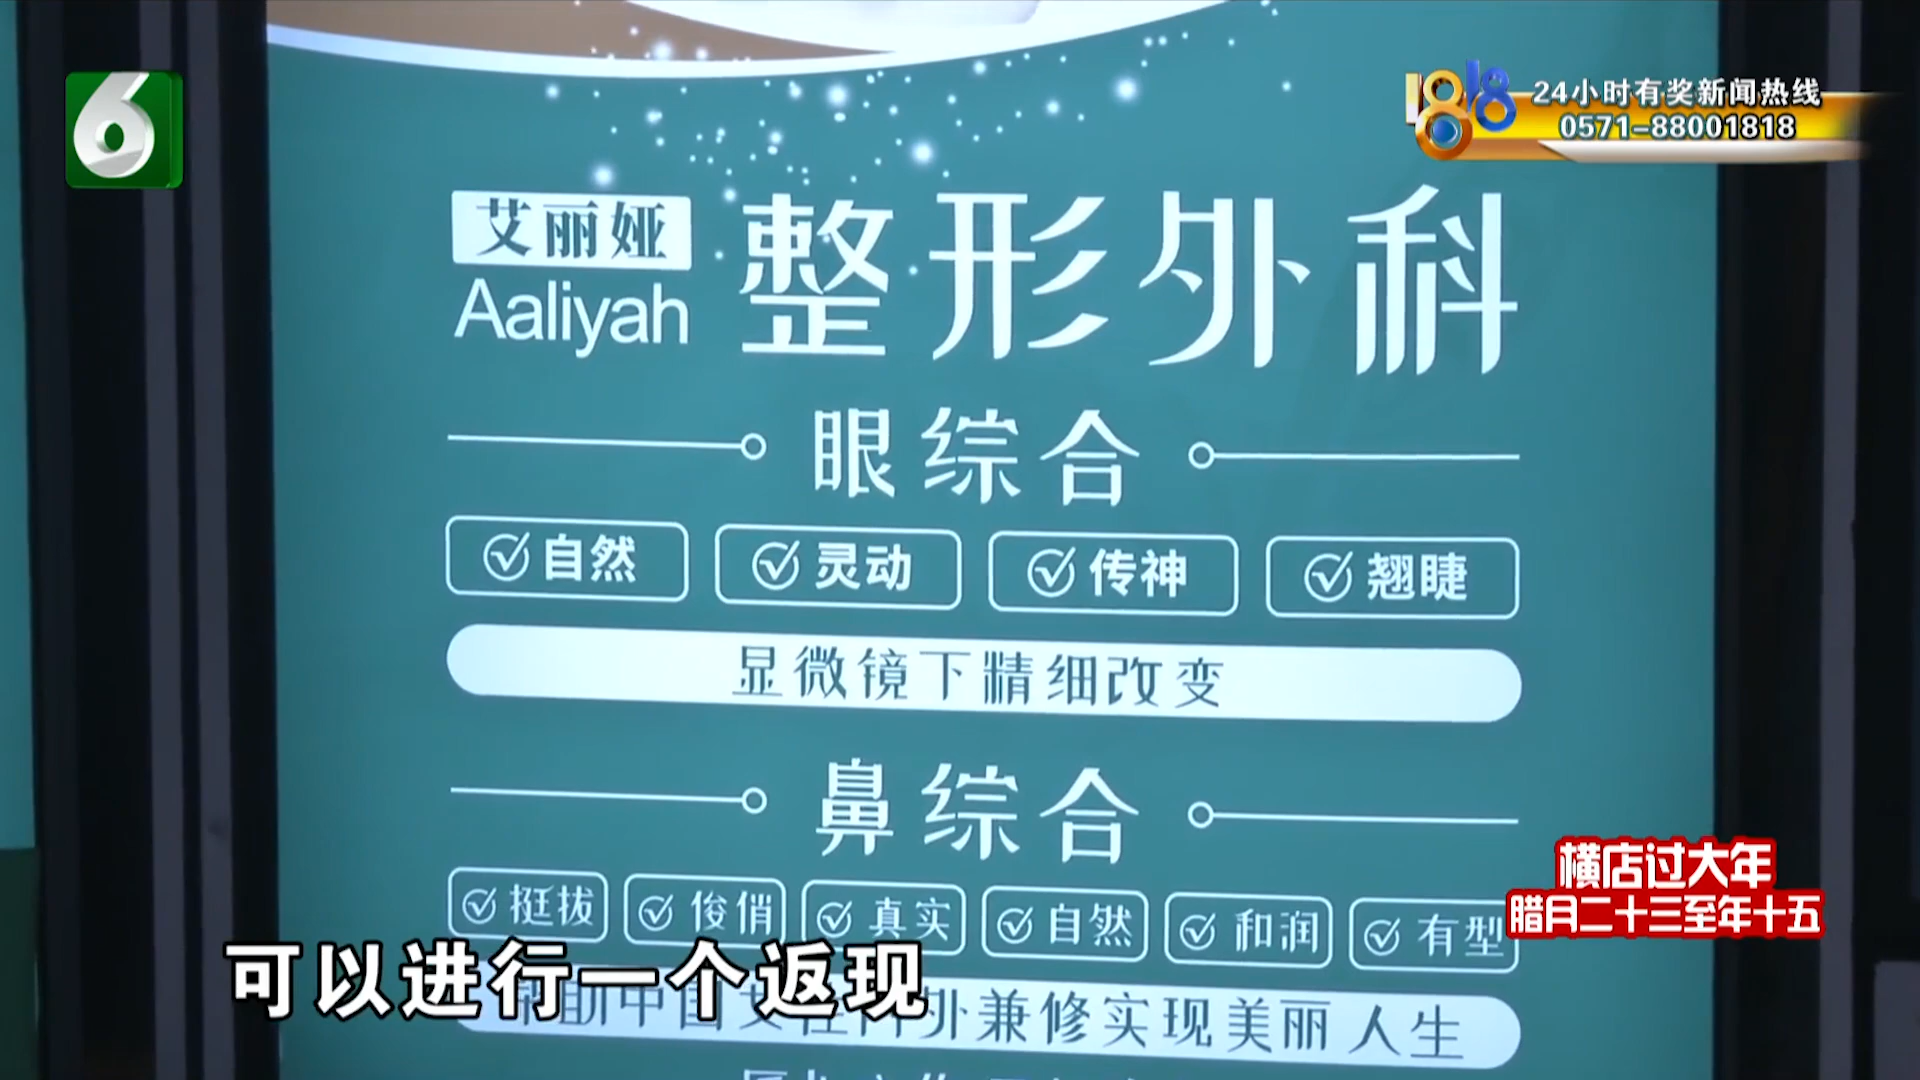 6
1818
24小时有奖新闻热线
0571-88001818
艾丽娅
Aaliyah
整形外科
眼综合
自然 灵动 传神 翘睫
显微镜下精细改变
鼻综合
挺拔 俊俏 真实 自然 和润 有型
兼修实现美丽人生
可以进行一个返现
横店过大年
腊月二十三至年十五